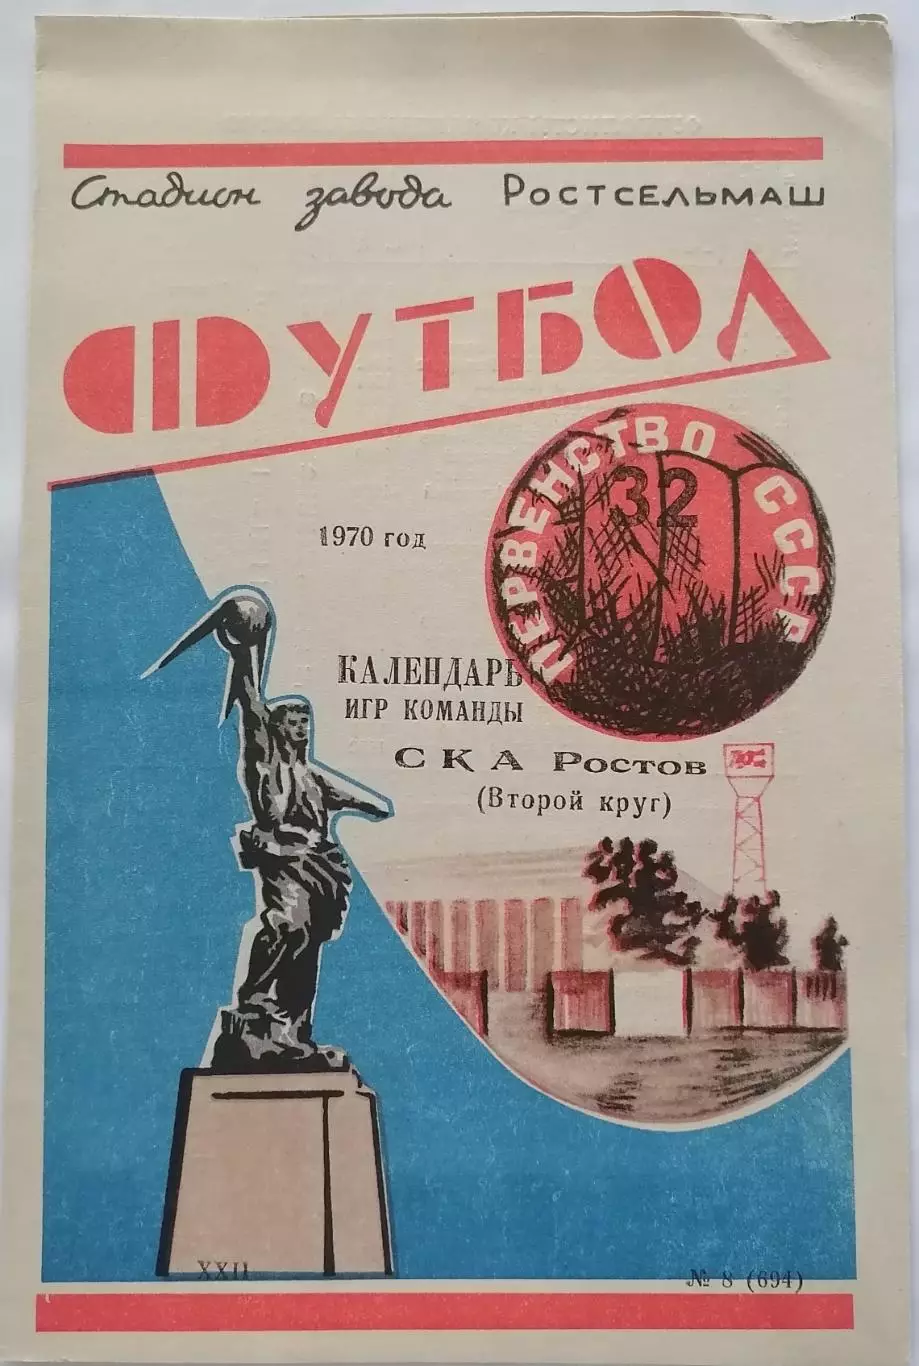 Стадион завода Ростсельмаш
ФУТБОЛ
ПЕРВЕНСТВО СССР
32
1970 год
КАЛЕНДАРЬ
ИГР КОМАНДЫ
СКА Ростов
(Второй круг)
XXII
№ 8 (694)